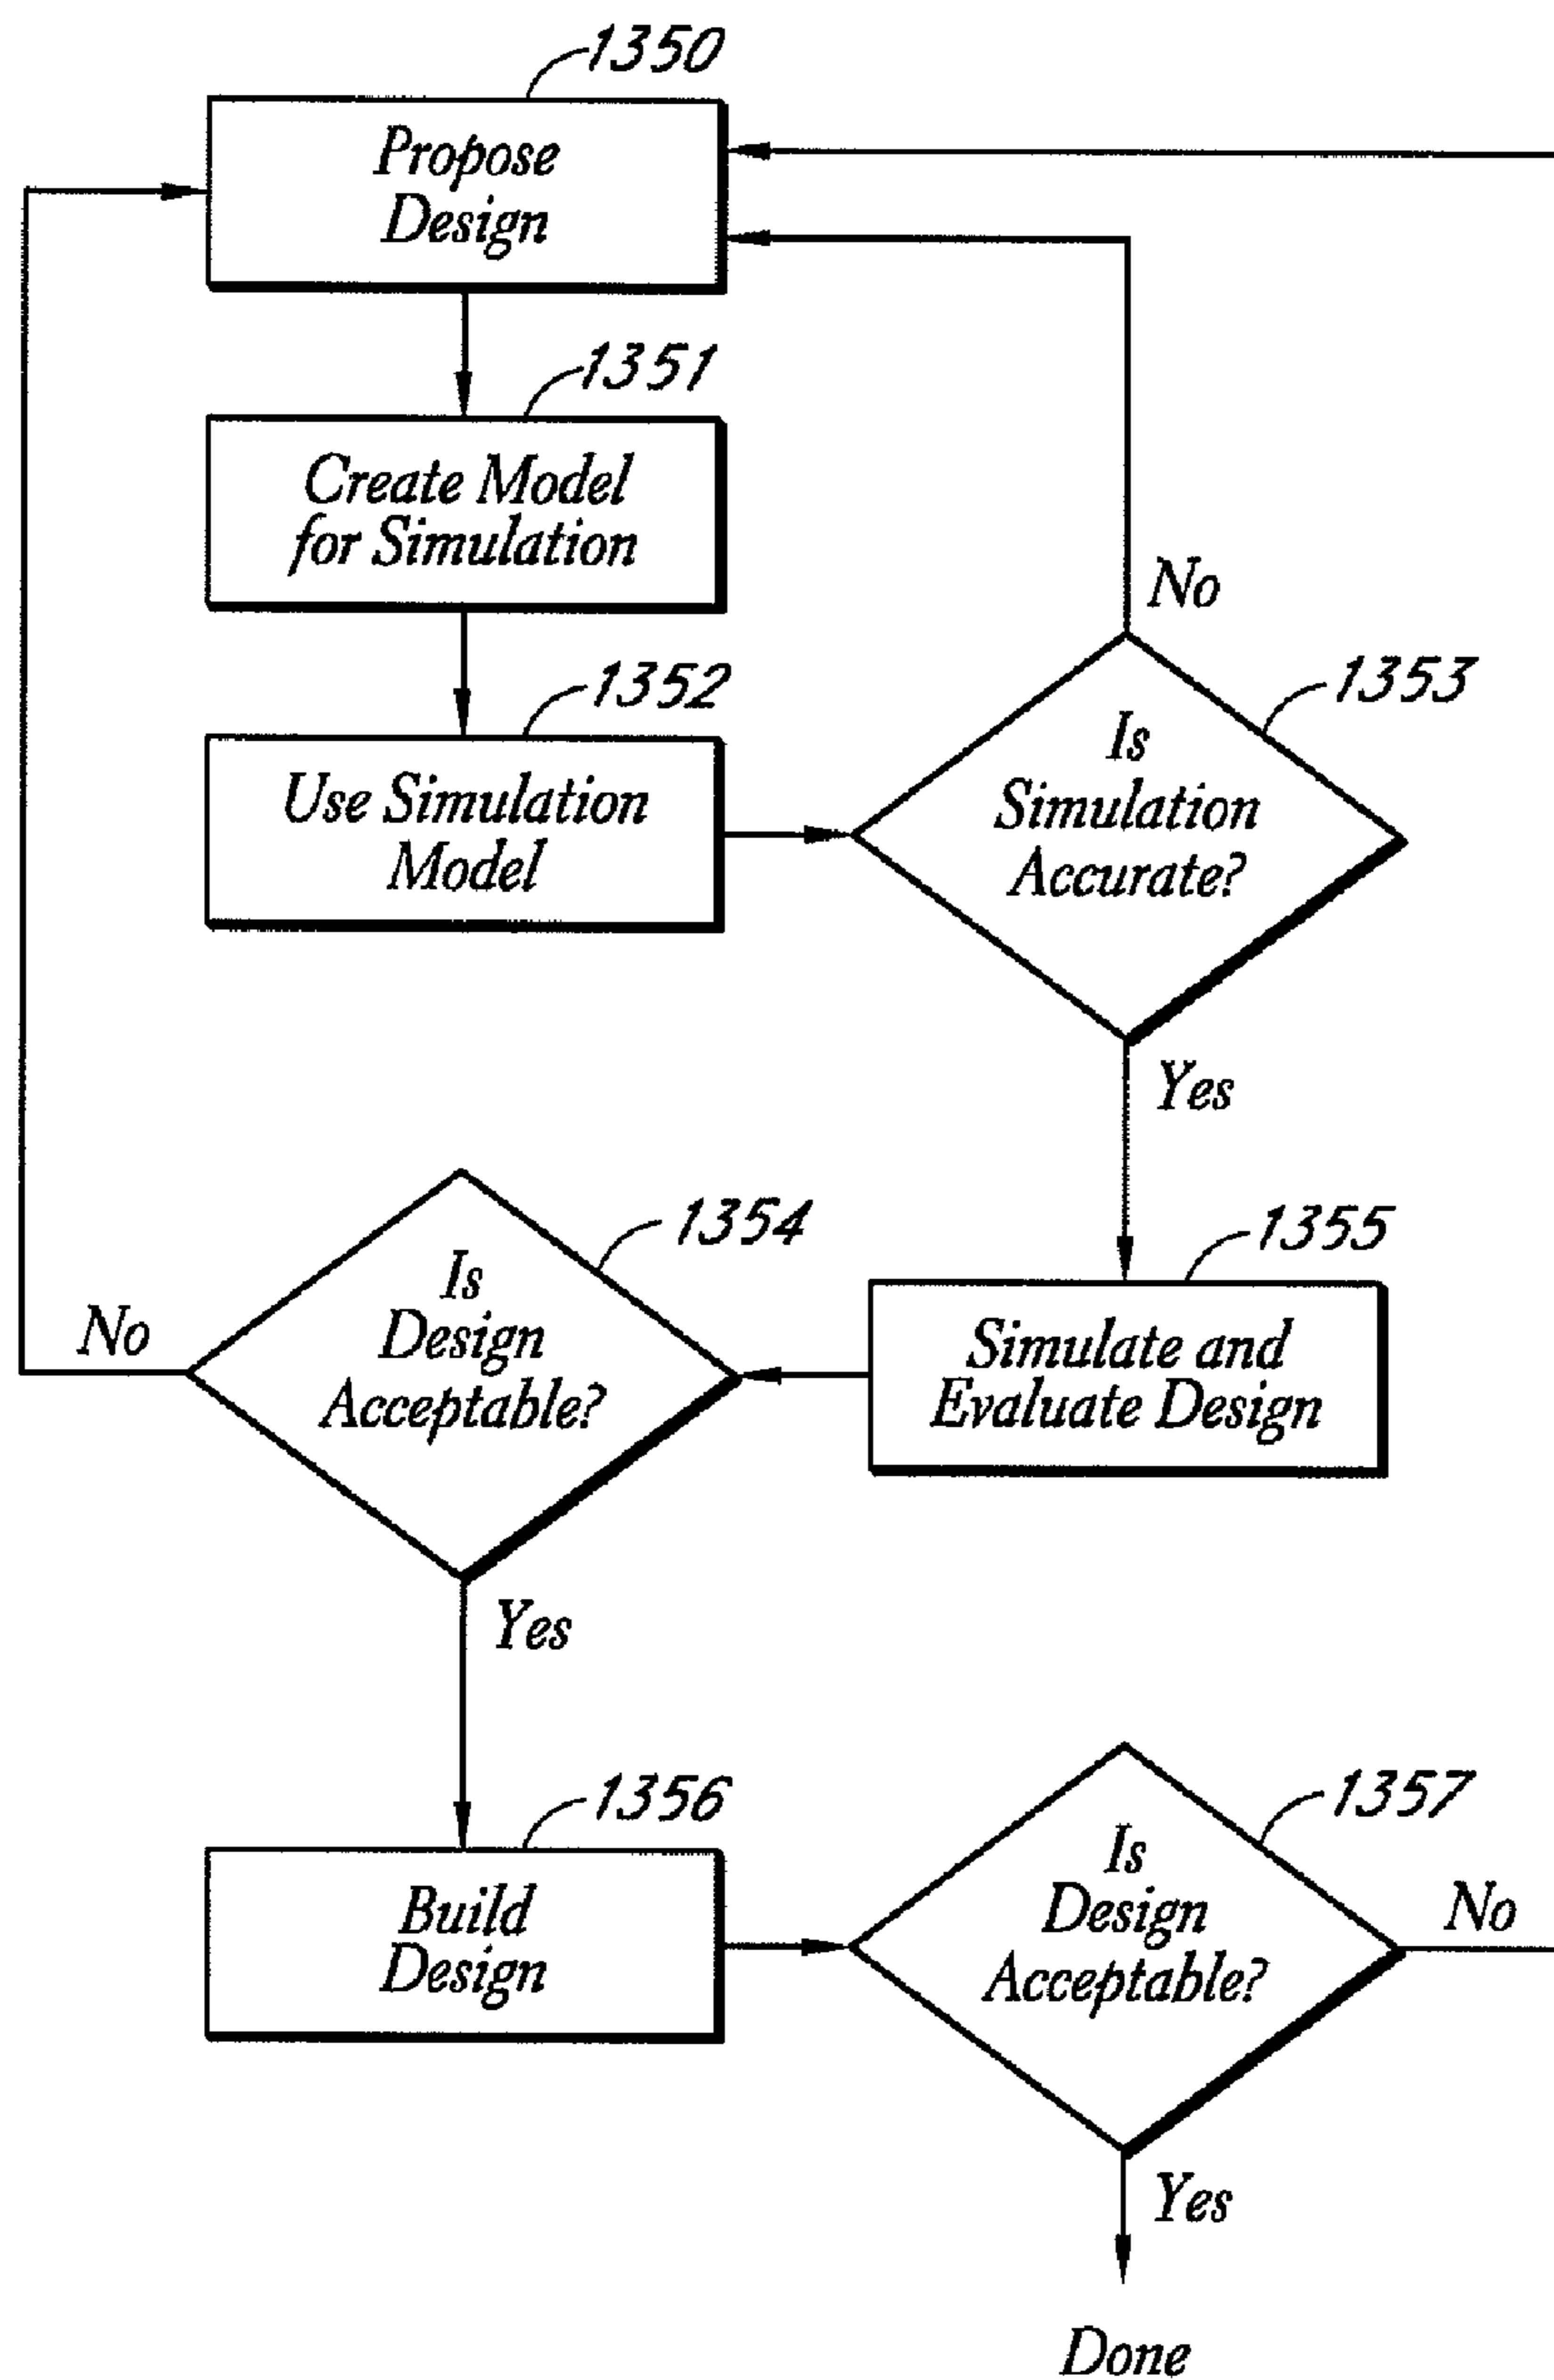 1350
Propose
Design
1351
Create Model
for Simulation
No
1352
1353
Use Simulation
Model
Is
Simulation
Accurate?
Yes
1354
1355
Is
Design
Acceptable?
No
Simulate and
Evaluate Design
Yes
1356
1357
Build
Design
Is
Design
Acceptable?
No
Yes
Done